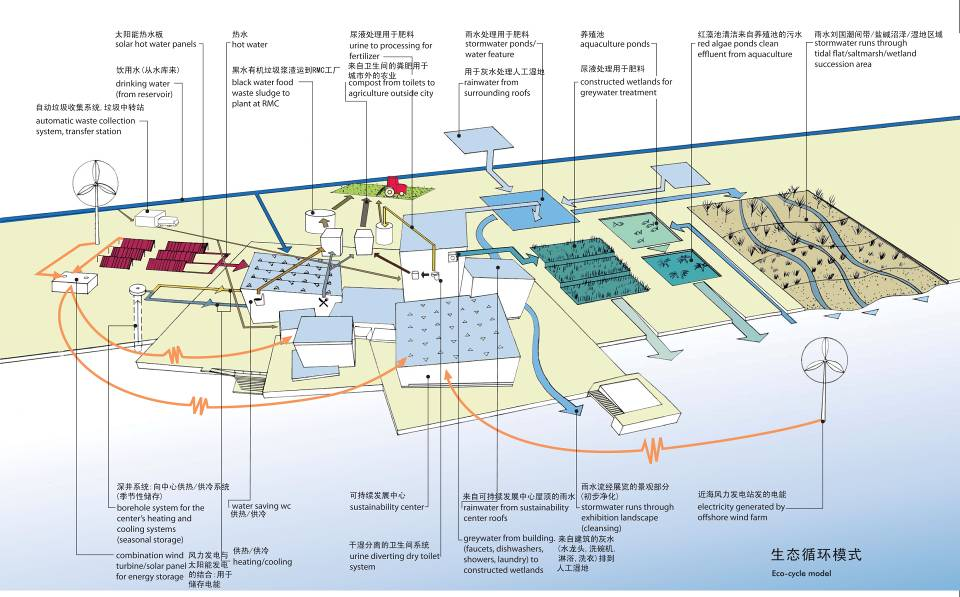 太阳能热水板
solar hot water panels
热水
hot water
尿液处理用于肥料
urine to processing for
fertilizer
来自卫生间的粪肥用于
城市外的农业
compost from toilets to
agriculture outside city
雨水处理用于肥料
stormwater ponds/
water feature
养殖池
aquaculture ponds
红藻池清洁来自养殖池的污水
red algae ponds clean
effluent from aquaculture
雨水刘国潮间带/盐碱沼泽/湿地区域
stormwater runs through
tidal flat/saltmarsh/wetland
succession area
饮用水(从水库来)
drinking water
(from reservoir)
黑水有机垃圾浆渣运到RMC工厂
black water food
waste sludge to
plant at RMC
用于灰水处理人工湿地
rainwater from
surrounding roofs
尿液处理用于肥料
constructed wetlands for
greywater treatment
自动垃圾收集系统, 垃圾中转站
automatic waste collection
system, transfer station
深井系统: 向中心供热/供冷系统
(季节性储存)
borehole system for the
center's heating and
cooling systems
(seasonal storage)
water saving wc
供热/供冷
可持续发展中心
sustainability center
来自可持续发展中心屋顶的雨水
rainwater from sustainability
center roofs
雨水流经展览的景观部分
(初步净化)
stormwater runs through
exhibition landscape
(cleansing)
近海风力发电站发的电能
electricity generated by
offshore wind farm
combination wind
turbine/solar panel
for energy storage
风力发电与
太阳能发电
的结合: 用于
储存电能
供热/供冷
heating/cooling
干湿分离的卫生间系统
urine diverting dry toilet
system
greywater from building.
(faucets, dishwashers,
showers, laundry) to
constructed wetlands
来自建筑的灰水
(水龙头, 洗碗机,
淋浴, 洗衣) 排到
人工湿地
生态循环模式
Eco-cycle model